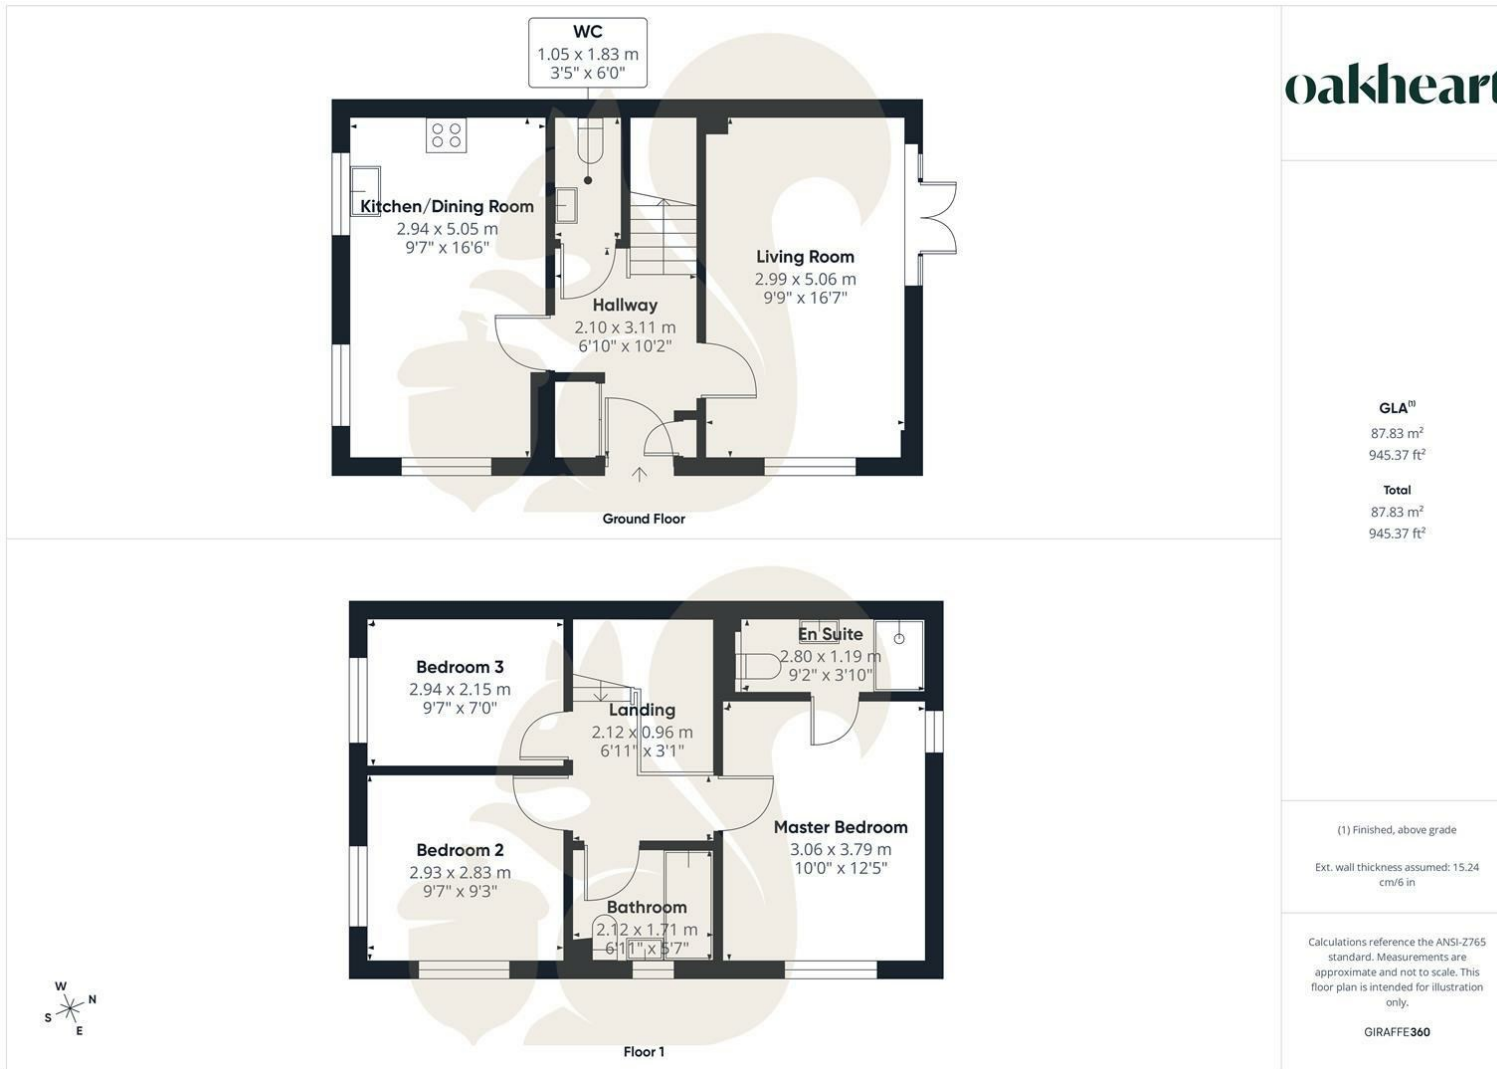 WC
1.05 x 1.83 m
3'5" x 6'0"
Kitchen/Dining Room
2.94 x 5.05 m
9'7" x 16'6"
Living Room
2.99 x 5.06 m
9'9" x 16'7"
Hallway
2.10 x 3.11 m
6'10" x 10'2"
Ground Floor
Bedroom 3
2.94 x 2.15 m
9'7" x 7'0"
En Suite
2.80 x 1.19 m
9'2" x 3'10"
Landing
2.12 x 0.96 m
6'11" x 3'1"
Master Bedroom
3.06 x 3.79 m
10'0" x 12'5"
Bedroom 2
2.93 x 2.83 m
9'7" x 9'3"
Bathroom
2.12 x 1.71 m
6'11" x 5'7"
Floor 1
W
N
S
E
oakheart
GLA(1)
87.83 m²
945.37 ft²
Total
87.83 m²
945.37 ft²
(1) Finished, above grade
Ext. wall thickness assumed: 15.24
cm/6 in
Calculations reference the ANSI-Z765
standard. Measurements are
approximate and not to scale. This
floor plan is intended for illustration
only.
GIRAFFE360